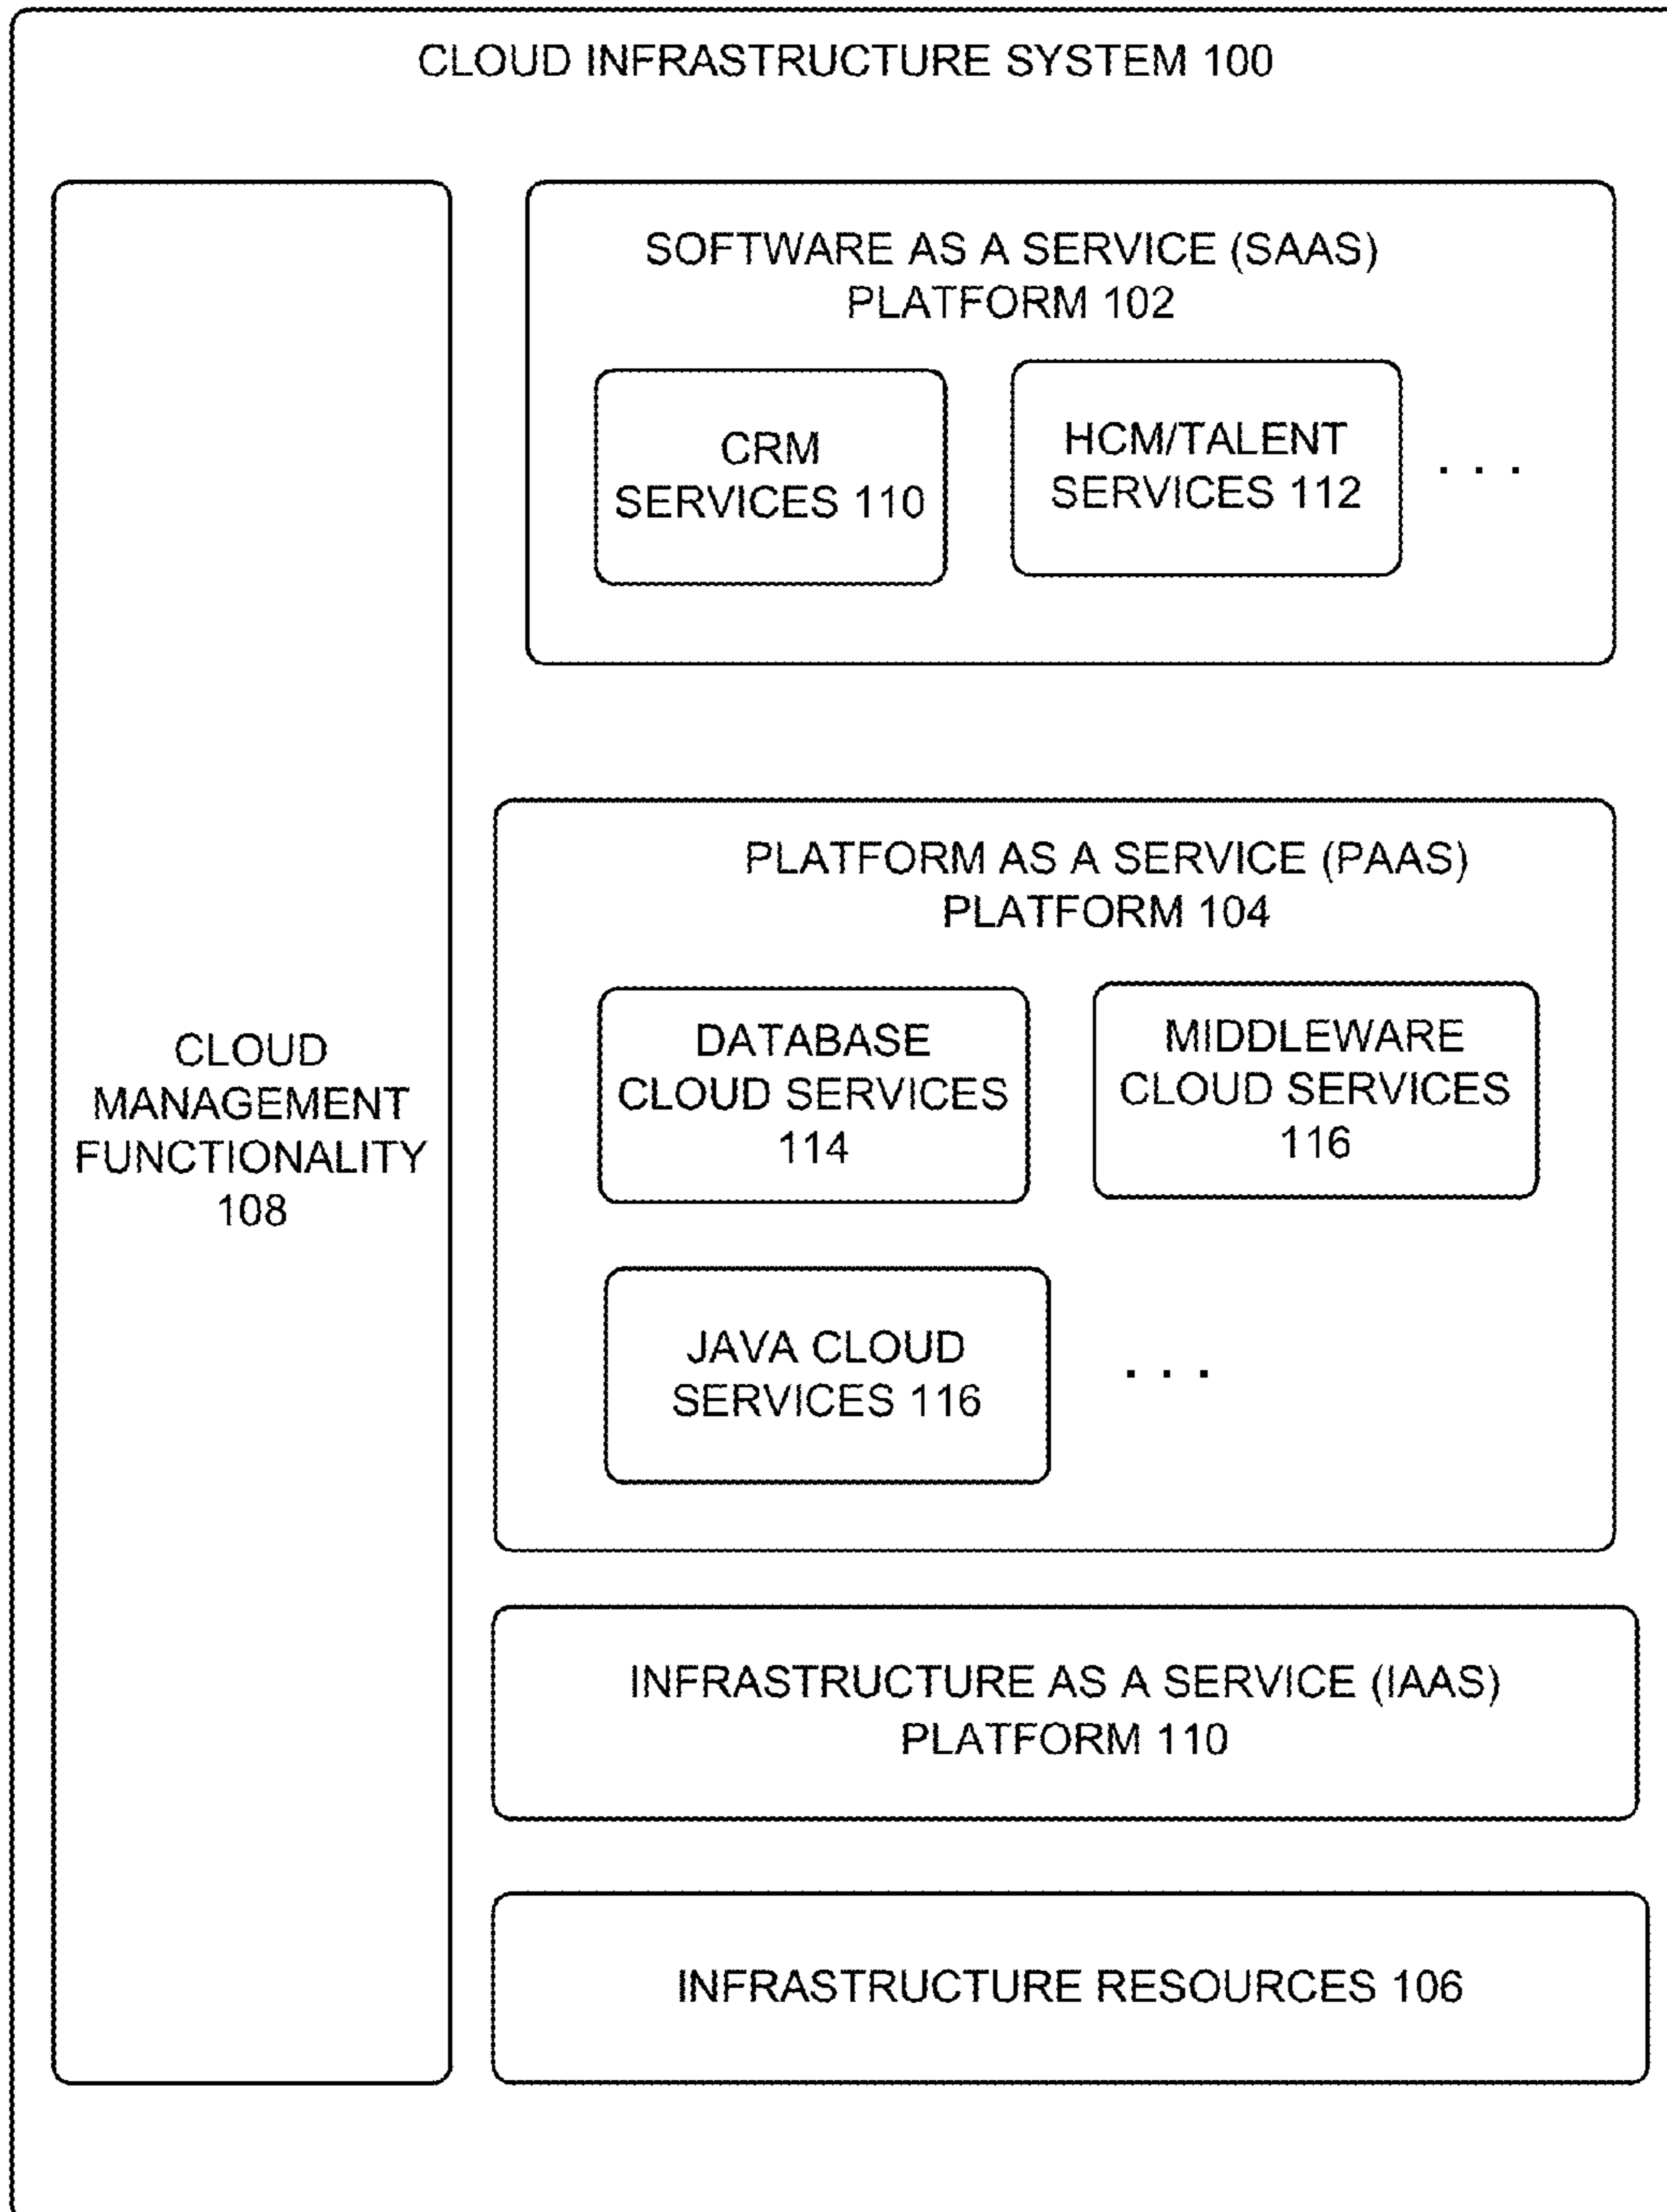 CLOUD INFRASTRUCTURE SYSTEM 100
SOFTWARE AS A SERVICE (SAAS)
PLATFORM 102
CRM
SERVICES 110
HCM/TALENT
SERVICES 112
. . .
PLATFORM AS A SERVICE (PAAS)
PLATFORM 104
DATABASE
CLOUD SERVICES
114
MIDDLEWARE
CLOUD SERVICES
116
JAVA CLOUD
SERVICES 116
. . .
CLOUD
MANAGEMENT
FUNCTIONALITY
108
INFRASTRUCTURE AS A SERVICE (IAAS)
PLATFORM 110
INFRASTRUCTURE RESOURCES 106